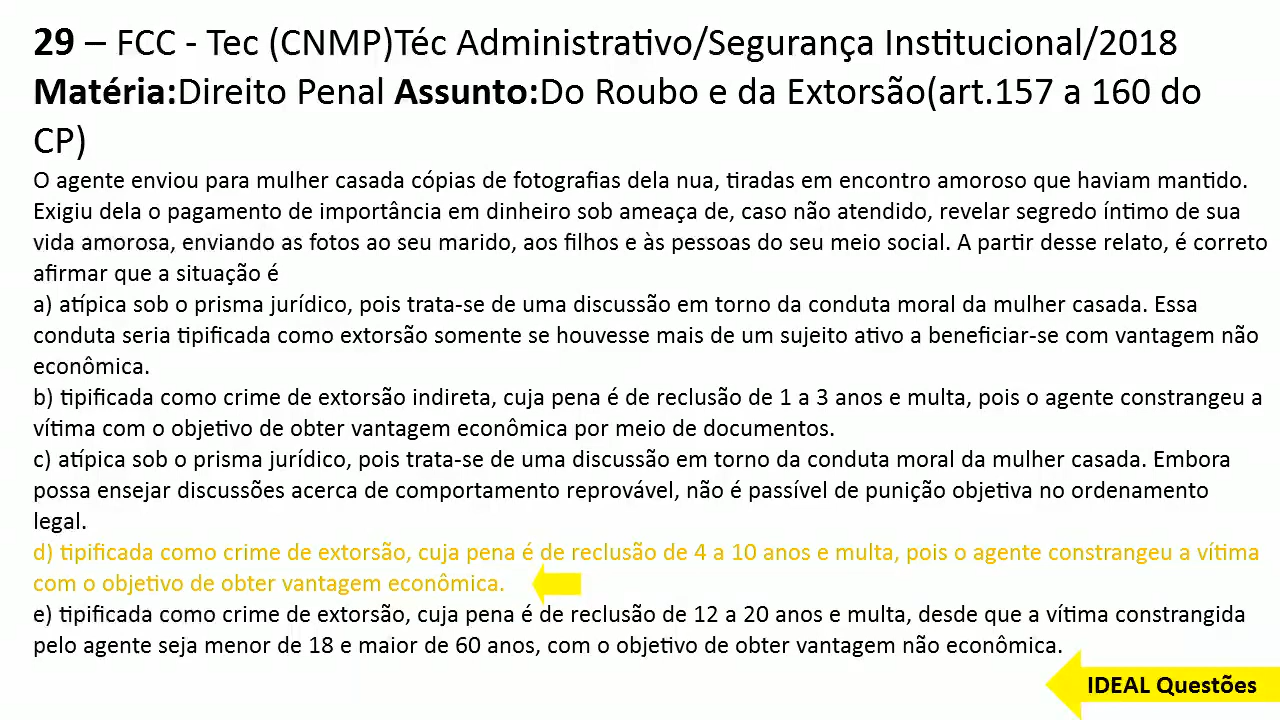 29 – FCC - Tec (CNMP)Téc Administrativo/Segurança Institucional/2018
Matéria:Direito Penal Assunto:Do Roubo e da Extorsão(art.157 a 160 do
CP)
O agente enviou para mulher casada cópias de fotografias dela nua, tiradas em encontro amoroso que haviam mantido.
Exigiu dela o pagamento de importância em dinheiro sob ameaça de, caso não atendido, revelar segredo íntimo de sua
vida amorosa, enviando as fotos ao seu marido, aos filhos e às pessoas do seu meio social. A partir desse relato, é correto
afirmar que a situação é
a) atípica sob o prisma jurídico, pois trata-se de uma discussão em torno da conduta moral da mulher casada. Essa
conduta seria tipificada como extorsão somente se houvesse mais de um sujeito ativo a beneficiar-se com vantagem não
econômica.
b) tipificada como crime de extorsão indireta, cuja pena é de reclusão de 1 a 3 anos e multa, pois o agente constrangeu a
vítima com o objetivo de obter vantagem econômica por meio de documentos.
c) atípica sob o prisma jurídico, pois trata-se de uma discussão em torno da conduta moral da mulher casada. Embora
possa ensejar discussões acerca de comportamento reprovável, não é passível de punição objetiva no ordenamento
legal.
d) tipificada como crime de extorsão, cuja pena é de reclusão de 4 a 10 anos e multa, pois o agente constrangeu a vítima
com o objetivo de obter vantagem econômica.
e) tipificada como crime de extorsão, cuja pena é de reclusão de 12 a 20 anos e multa, desde que a vítima constrangida
pelo agente seja menor de 18 e maior de 60 anos, com o objetivo de obter vantagem não econômica.
IDEAL Questões